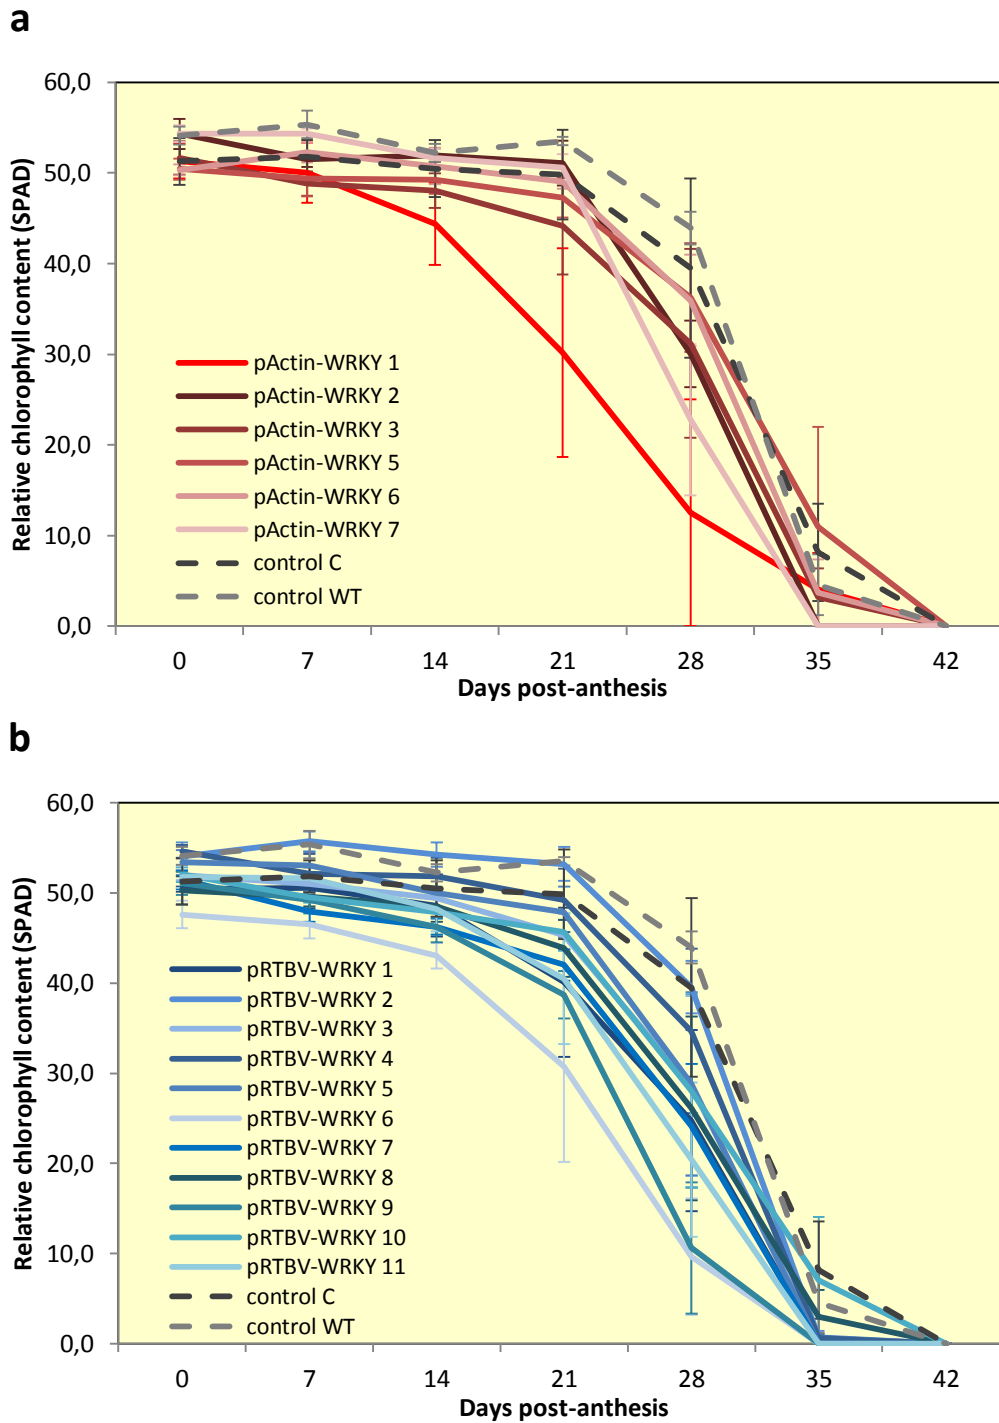 a
Relative chlorophyll content (SPAD)
60,0
50,0
40,0
30,0
20,0
10,0
0,0
pActin-WRKY 1
pActin-WRKY 2
pActin-WRKY 3
pActin-WRKY 5
pActin-WRKY 6
pActin-WRKY 7
control C
control WT
0 7 14 21 28 35 42
Days post-anthesis
b
Relative chlorophyll content (SPAD)
60,0
50,0
40,0
30,0
20,0
10,0
0,0
pRTBV-WRKY 1
pRTBV-WRKY 2
pRTBV-WRKY 3
pRTBV-WRKY 4
pRTBV-WRKY 5
pRTBV-WRKY 6
pRTBV-WRKY 7
pRTBV-WRKY 8
pRTBV-WRKY 9
pRTBV-WRKY 10
pRTBV-WRKY 11
control C
control WT
0 7 14 21 28 35 42
Days post-anthesis